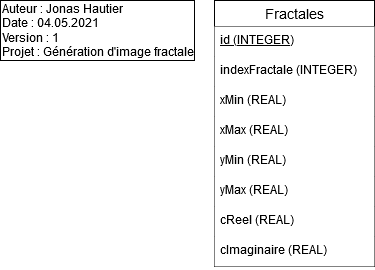 Auteur : Jonas Hautier
Date : 04.05.2021
Version : 1
Projet : Génération d'image fractale
Fractales
id (INTEGER)
indexFractale (INTEGER)
xMin (REAL)
xMax (REAL)
yMin (REAL)
yMax (REAL)
cReel (REAL)
cImaginaire (REAL)